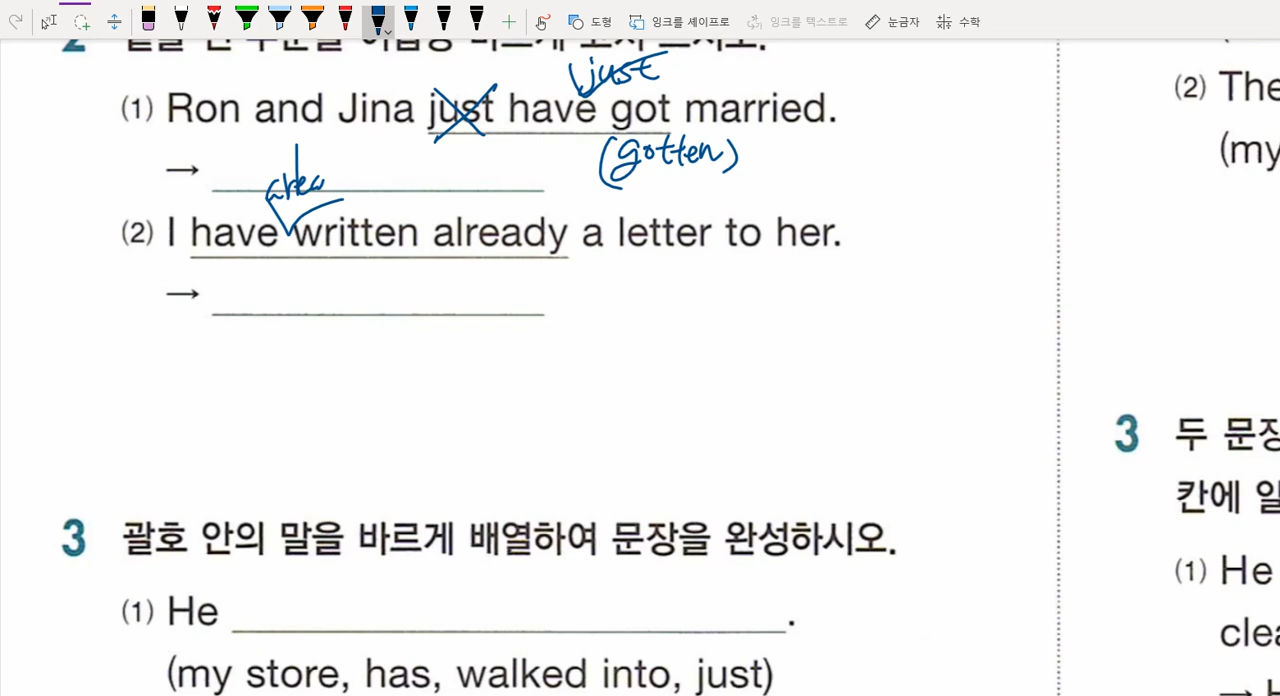 도형 잉크를 셰이프로 잉크를 텍스트로 눈금자 수학
2
just
(1) Ron and Jina just have got married.
→
(gotten)
(2) I have written already a letter to her.
→
3 괄호 안의 말을 바르게 배열하여 문장을 완성하시오.
(1) He .
(my store, has, walked into, just)
(2) The
(my
3 두 문장
칸에
(1) He
→